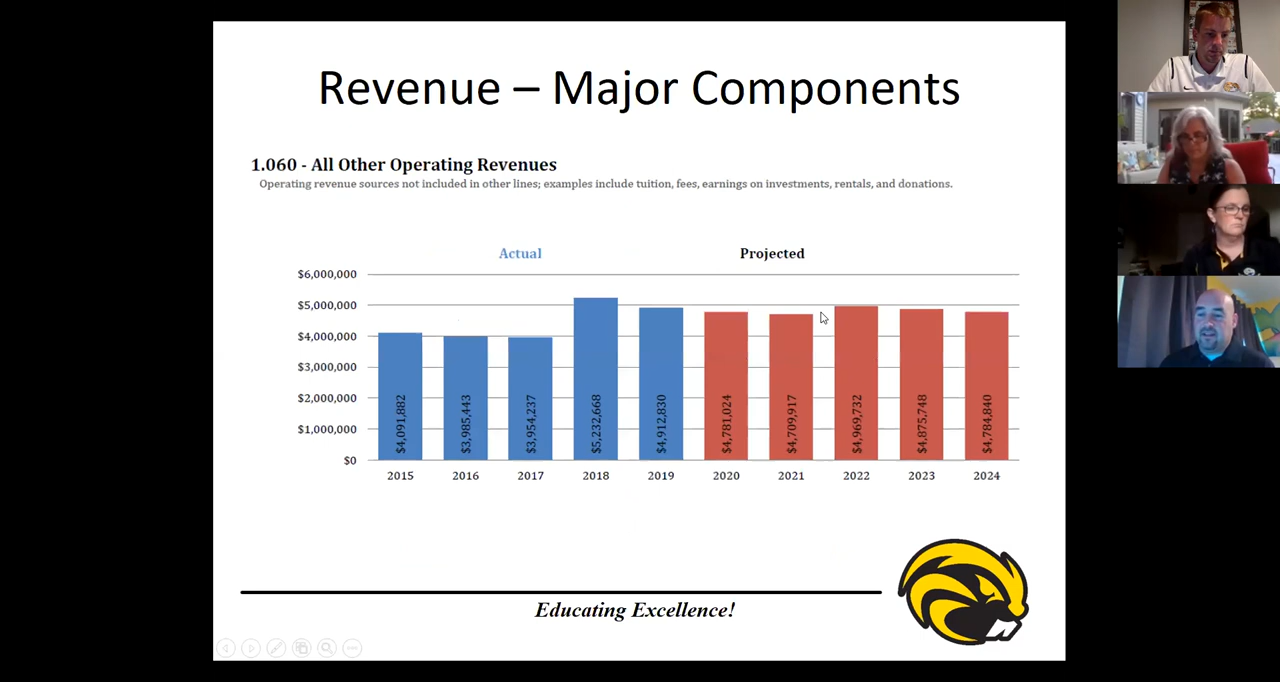 Revenue – Major Components
1.060 - All Other Operating Revenues
Operating revenue sources not included in other lines; examples include tuition, fees, earnings on investments, rentals, and donations.
Actual
Projected
$6,000,000
$5,000,000
$4,000,000
$3,000,000
$2,000,000
$1,000,000
$0
$4,091,882
$3,985,443
$3,954,237
$5,232,668
$4,912,830
$4,781,024
$4,709,917
$4,969,732
$4,875,748
$4,784,840
2015 2016 2017 2018 2019 2020 2021 2022 2023 2024
Educating Excellence!